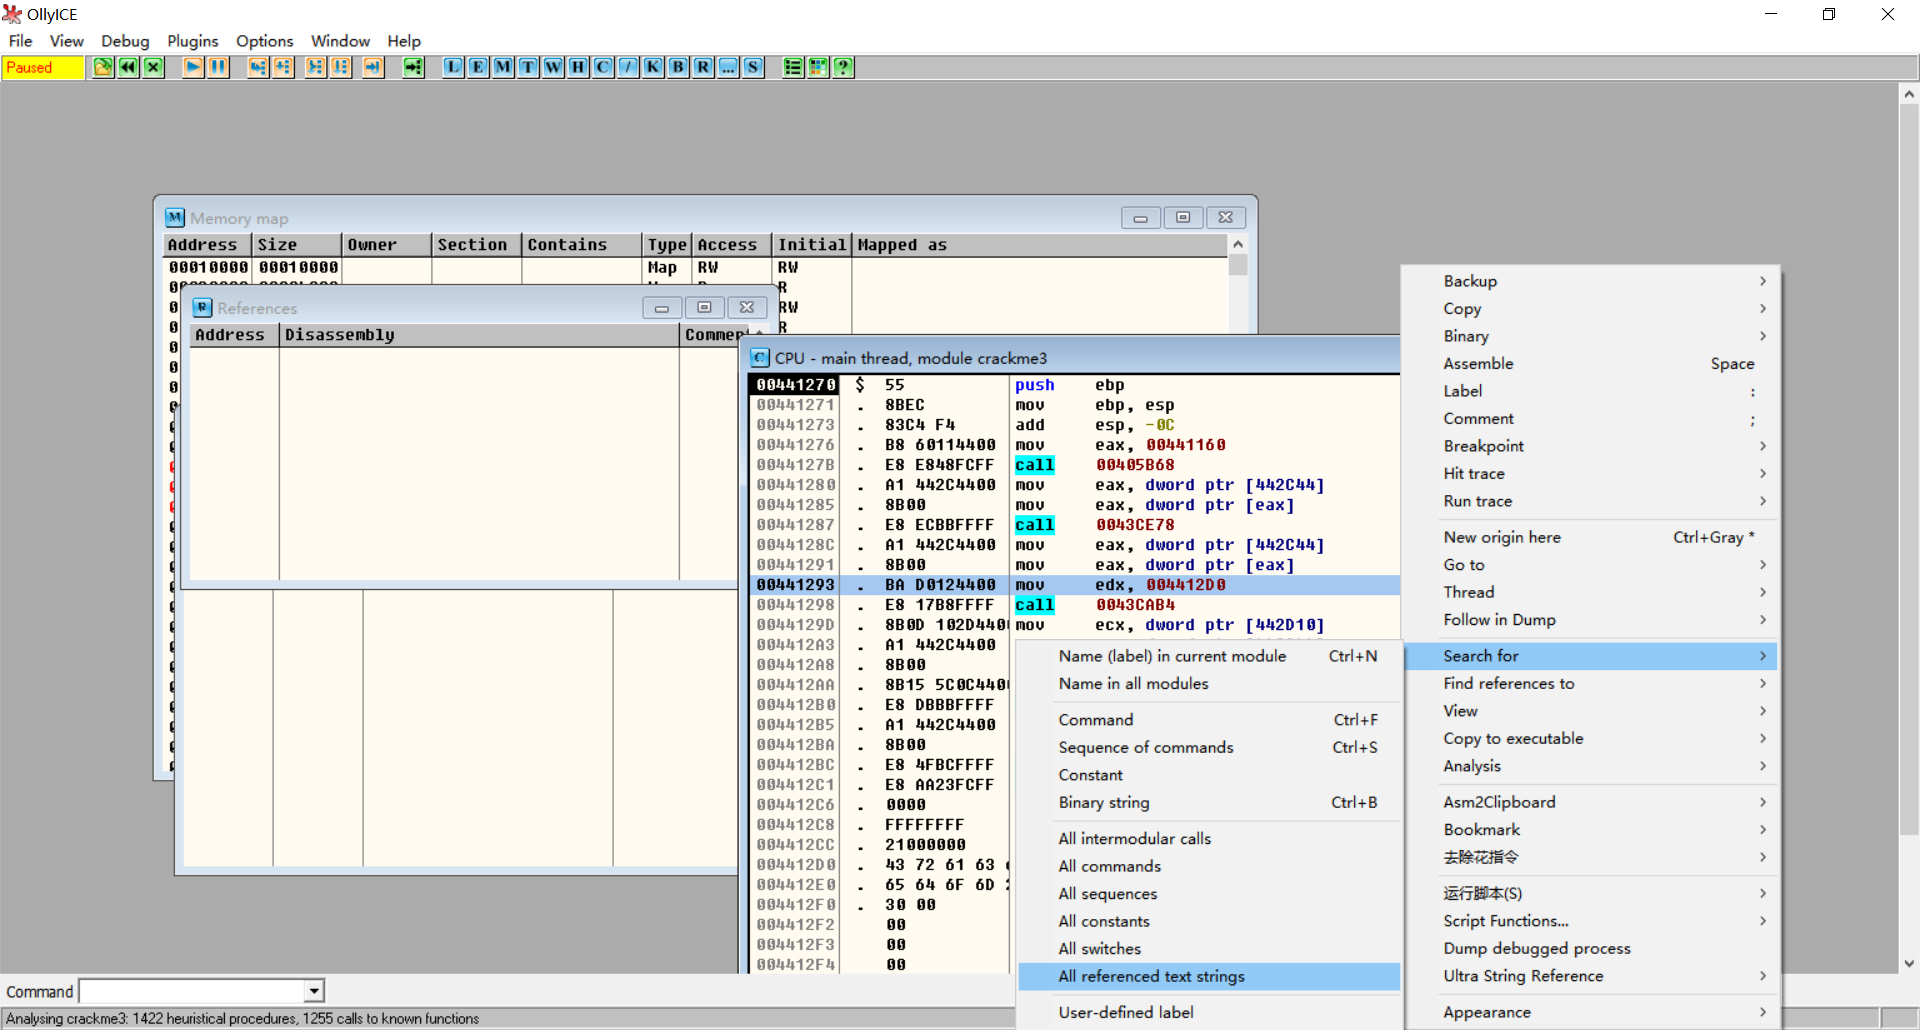 OllyICE
File View Debug Plugins Options Window Help
Paused
L E M T W H C / K B R ... S ?
Memory map
Address Size Owner Section Contains Type Access Initial Mapped as
00010000 00010000 Map RW RW
R
RW
R
References
Address Disassembly
CPU - main thread, module crackme3
00441270 $ 55 push ebp
00441271 . 8BEC mov ebp, esp
00441273 . 83C4 F4 add esp, -0C
00441276 . B8 60114400 mov eax, 00441160
0044127B . E8 E848FCFF call 00405B68
00441280 . A1 442C4400 mov eax, dword ptr [442C44]
00441285 . 8B00 mov eax, dword ptr [eax]
00441287 . E8 ECBBFFFF call 0043CE78
0044128C . A1 442C4400 mov eax, dword ptr [442C44]
00441291 . 8B00 mov eax, dword ptr [eax]
00441293 . BA D0124400 mov edx, 004412D0
00441298 . E8 17B8FFFF call 0043CAB4
0044129D . 8B0D 102D440 mov ecx, dword ptr [442D10]
004412A3 . A1 442C4400
004412A8 . 8B00
004412AA . 8B15 5C0C440
004412B0 . E8 DBBBFFFF
004412B5 . A1 442C4400
004412BA . 8B00
004412BC . E8 4FBCFFFF
004412C1 . E8 AA23FCFF
004412C6 . 0000
004412C8 . FFFFFFFF
004412CC . 21000000
004412D0 . 43 72 61 63
004412E0 . 65 64 6F 6D
004412F0 . 30 00
004412F2 00
004412F3 00
004412F4 00
Name (label) in current module Ctrl+N
Name in all modules
Command Ctrl+F
Sequence of commands Ctrl+S
Constant
Binary string Ctrl+B
All intermodular calls
All commands
All sequences
All constants
All switches
All referenced text strings
User-defined label
Backup
Copy
Binary
Assemble Space
Label :
Comment ;
Breakpoint
Hit trace
Run trace
New origin here Ctrl+Gray *
Go to
Thread
Follow in Dump
Search for
Find references to
View
Copy to executable
Analysis
Asm2Clipboard
Bookmark
去除花指令
运行脚本(S)
Script Functions...
Dump debugged process
Ultra String Reference
Appearance
Command
Analysing crackme3: 1422 heuristical procedures, 1255 calls to known functions